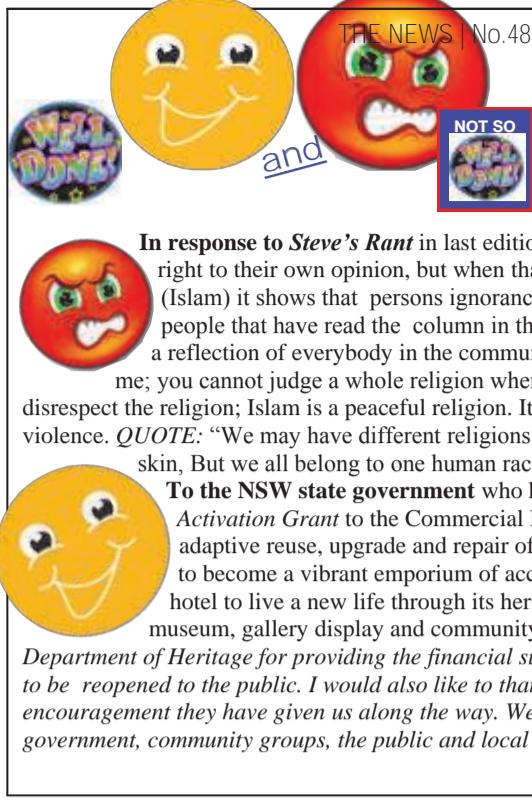 THE NEWS | No.48
WELL DONE!
and
NOT SO
WELL DONE!
In response to Steve's Rant in last editio
right to their own opinion, but when tha
(Islam) it shows that  persons ignoranc
people that have read the  column in th
a reflection of everybody in the commu
me; you cannot judge a whole religion when
disrespect the religion; Islam is a peaceful religion. It
violence. QUOTE: “We may have different religions
skin, But we all belong to one human rac
To the NSW state government who h
Activation Grant to the Commercial
adaptive reuse, upgrade and repair of
to become a vibrant emporium of acc
hotel to live a new life through its her
museum, gallery display and community
Department of Heritage for providing the financial su
to be  reopened to the public. I would also like to than
encouragement they have given us along the way. We
government, community groups, the public and local